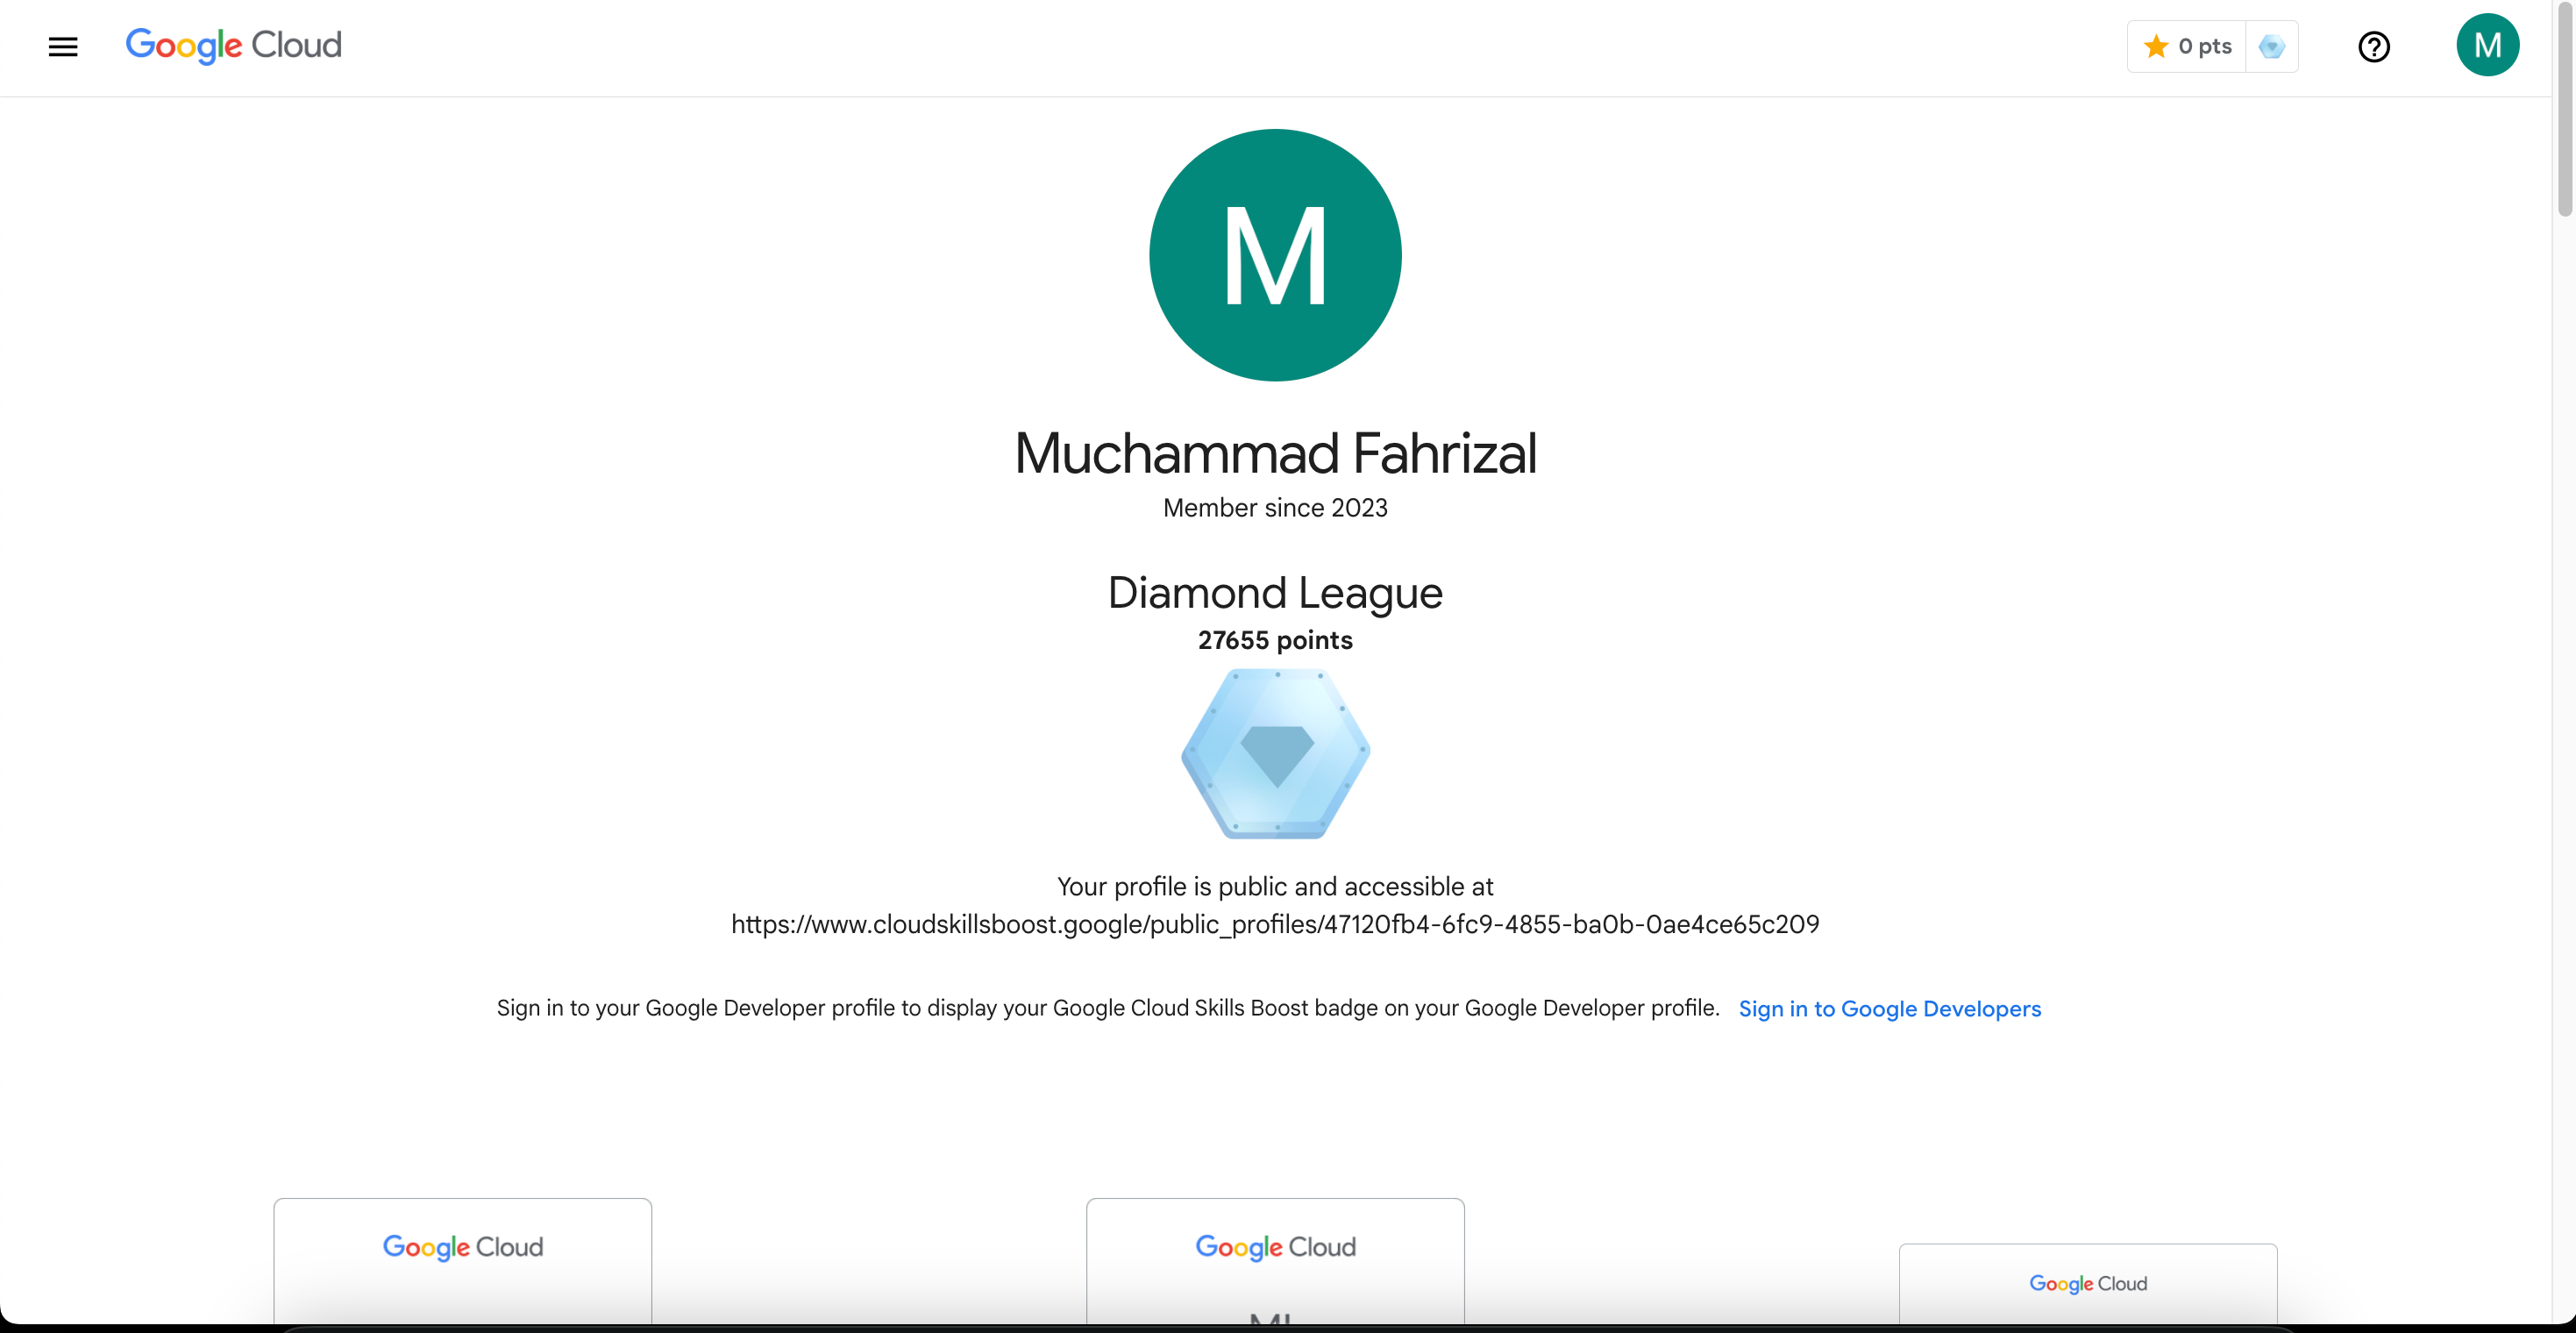 Google Cloud
0 pts
M
M
Muchammad Fahrizal
Member since 2023
Diamond League
27655 points
Your profile is public and accessible at
https://www.cloudskillsboost.google/public_profiles/47120fb4-6fc9-4855-ba0b-0ae4ce65c209
Sign in to your Google Developer profile to display your Google Cloud Skills Boost badge on your Google Developer profile. Sign in to Google Developers
Google Cloud
Google Cloud
Google Cloud